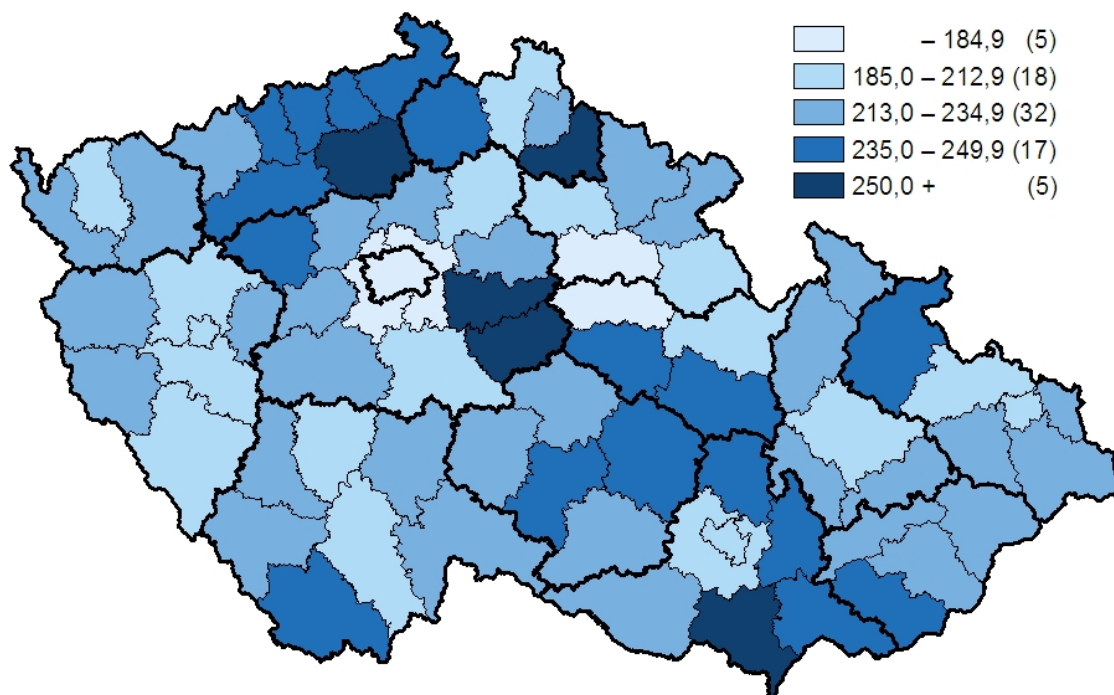 – 184,9 (5)
185,0 – 212,9 (18)
213,0 – 234,9 (32)
235,0 – 249,9 (17)
250,0 + (5)